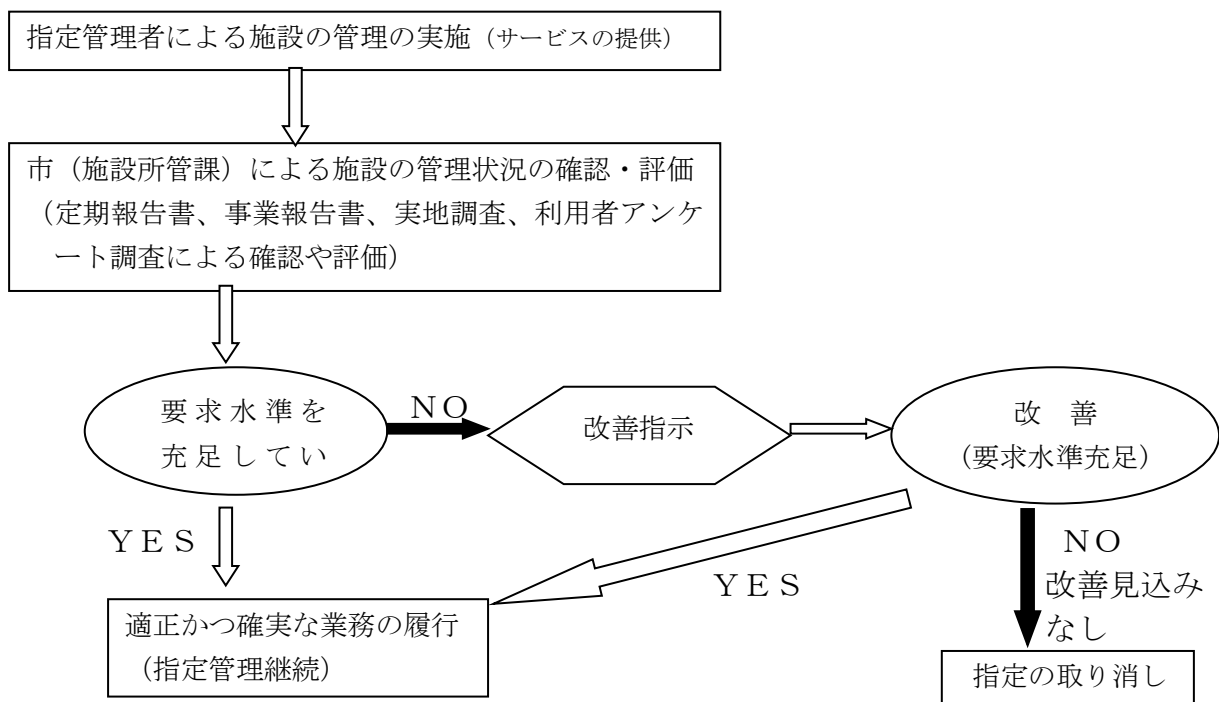 指定管理者による施設の管理の実施（サービスの提供）
市（施設所管課）による施設の管理状況の確認・評価
（定期報告書、事業報告書、実地調査、利用者アンケ
ート調査による確認や評価）
要求水準を
充足してい
ＮＯ
改善指示
改　善
（要求水準充足）
ＹＥＳ
ＹＥＳ
ＮＯ
改善見込み
なし
適正かつ確実な業務の履行
（指定管理継続）
指定の取り消し